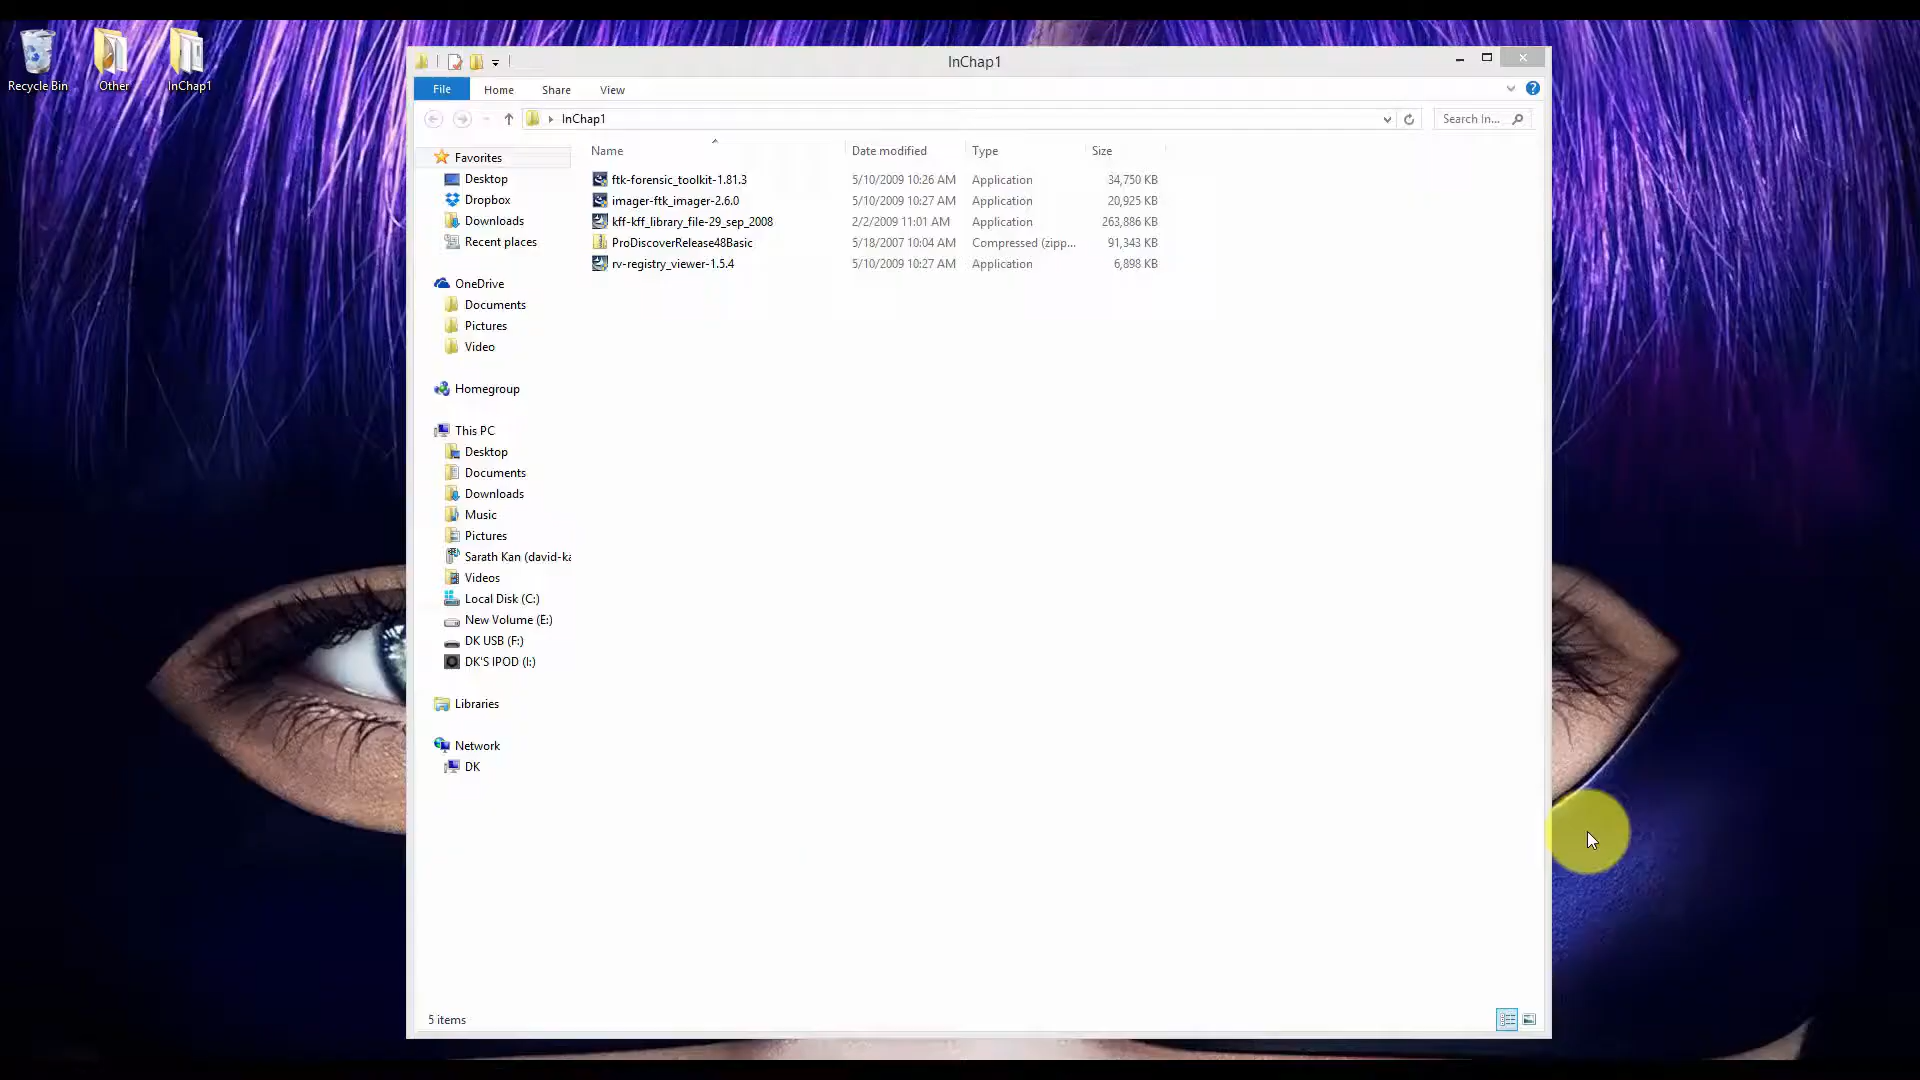 Recycle Bin
Other
InChap1
InChap1
File Home Share View
InChap1
Search In...
Name Date modified Type Size
ftk-forensic_toolkit-1.81.3 5/10/2009 10:26 AM Application 34,750 KB
imager-ftk_imager-2.6.0 5/10/2009 10:27 AM Application 20,925 KB
kff-kff_library_file-29_sep_2008 2/2/2009 11:01 AM Application 263,886 KB
ProDiscoverRelease48Basic 5/18/2007 10:04 AM Compressed (zipp... 91,343 KB
rv-registry_viewer-1.5.4 5/10/2009 10:27 AM Application 6,898 KB
Favorites
Desktop
Dropbox
Downloads
Recent places
OneDrive
Documents
Pictures
Video
Homegroup
This PC
Desktop
Documents
Downloads
Music
Pictures
Sarath Kan (david-ka
Videos
Local Disk (C:)
New Volume (E:)
DK USB (F:)
DK'S IPOD (I:)
Libraries
Network
DK
5 items